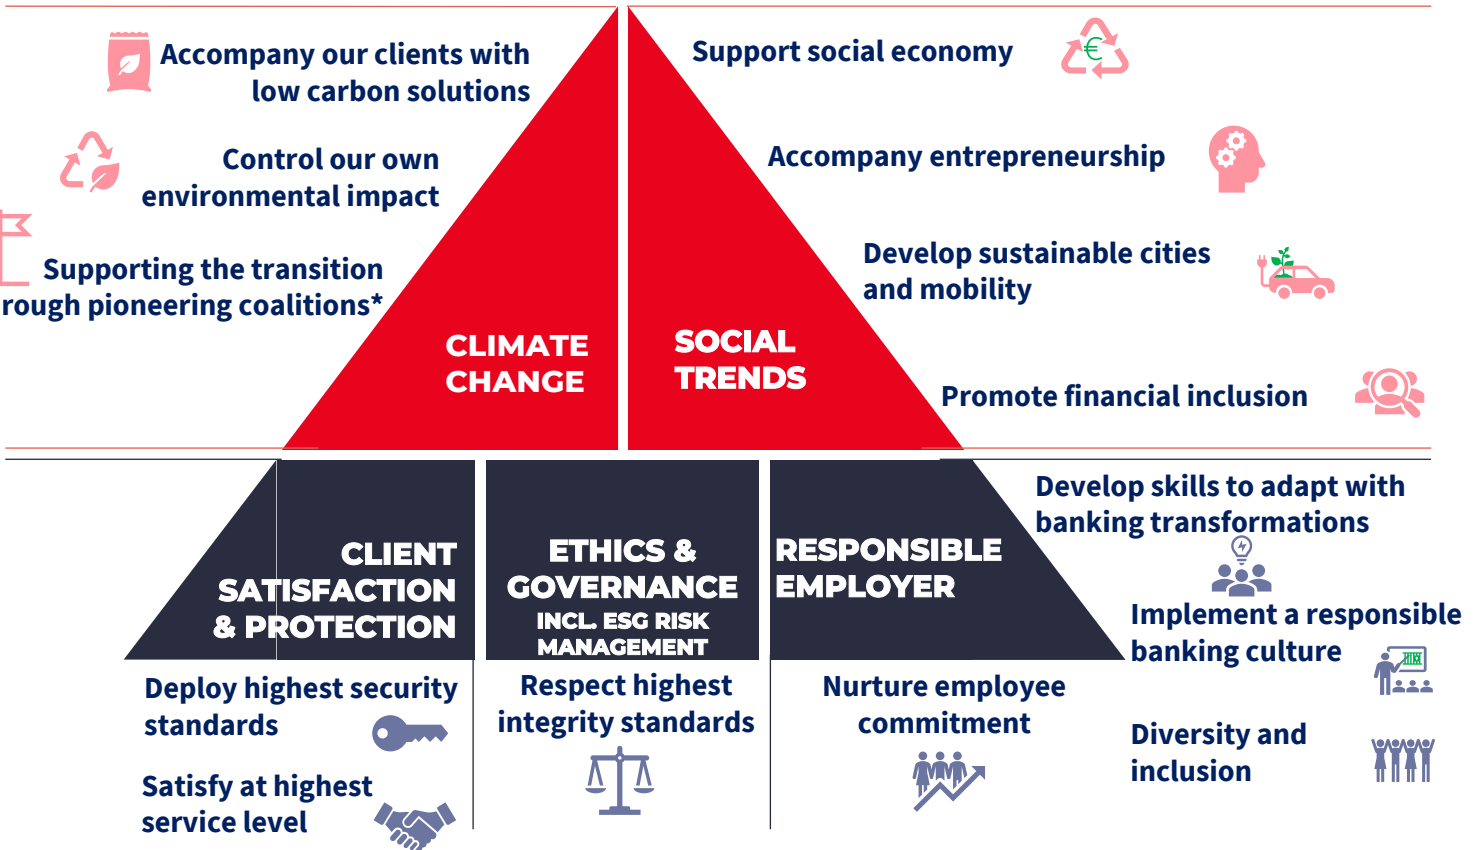 Accompany our clients with
low carbon solutions
Control our own
environmental impact
Supporting the transition
rough pioneering coalitions*
CLIMATE
CHANGE
Support social economy
€
Accompany entrepreneurship
Develop sustainable cities
and mobility
Promote financial inclusion
SOCIAL
TRENDS
CLIENT
SATISFACTION
& PROTECTION
Deploy highest security
standards
Satisfy at highest
service level
ETHICS &
GOVERNANCE
INCL. ESG RISK
MANAGEMENT
Respect highest
integrity standards
RESPONSIBLE
EMPLOYER
Nurture employee
commitment
Develop skills to adapt with
banking transformations
Implement a responsible
banking culture
Diversity and
inclusion